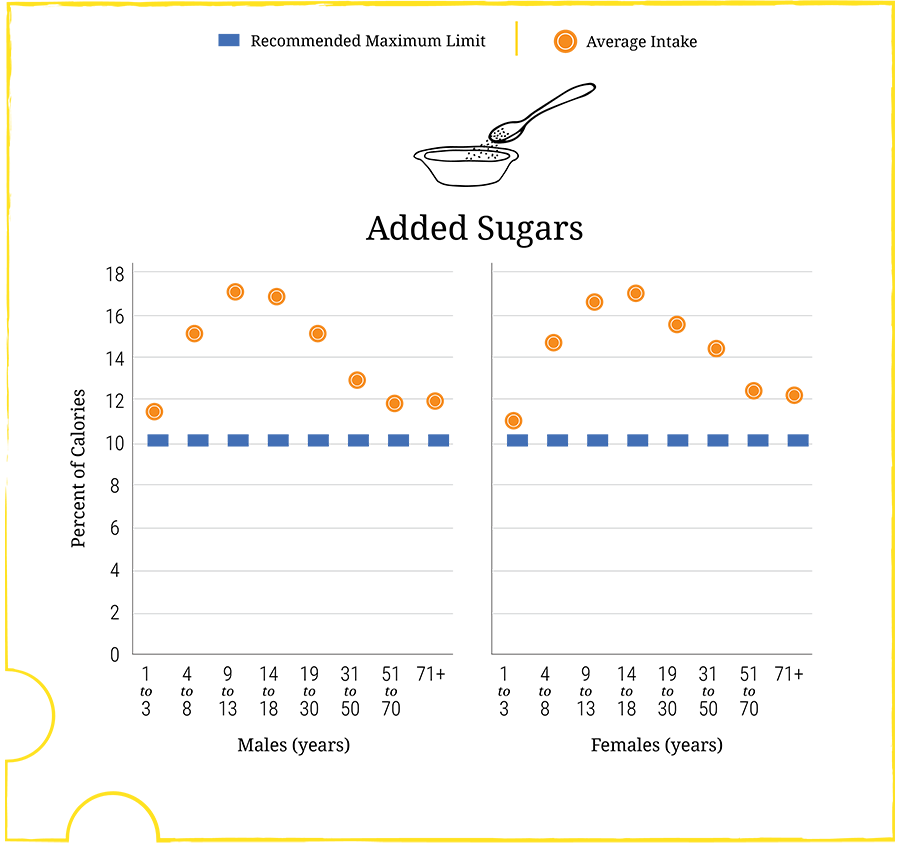 Recommended Maximum Limit
Average Intake
Added Sugars
Percent of Calories
18
16
14
12
10
8
6
4
2
0
1 4 9 14 19 31 51 71+
to to to to to to to
3 8 13 18 30 50 70
Males (years)
1 4 9 14 19 31 51 71+
to to to to to to to
3 8 13 18 30 50 70
Females (years)